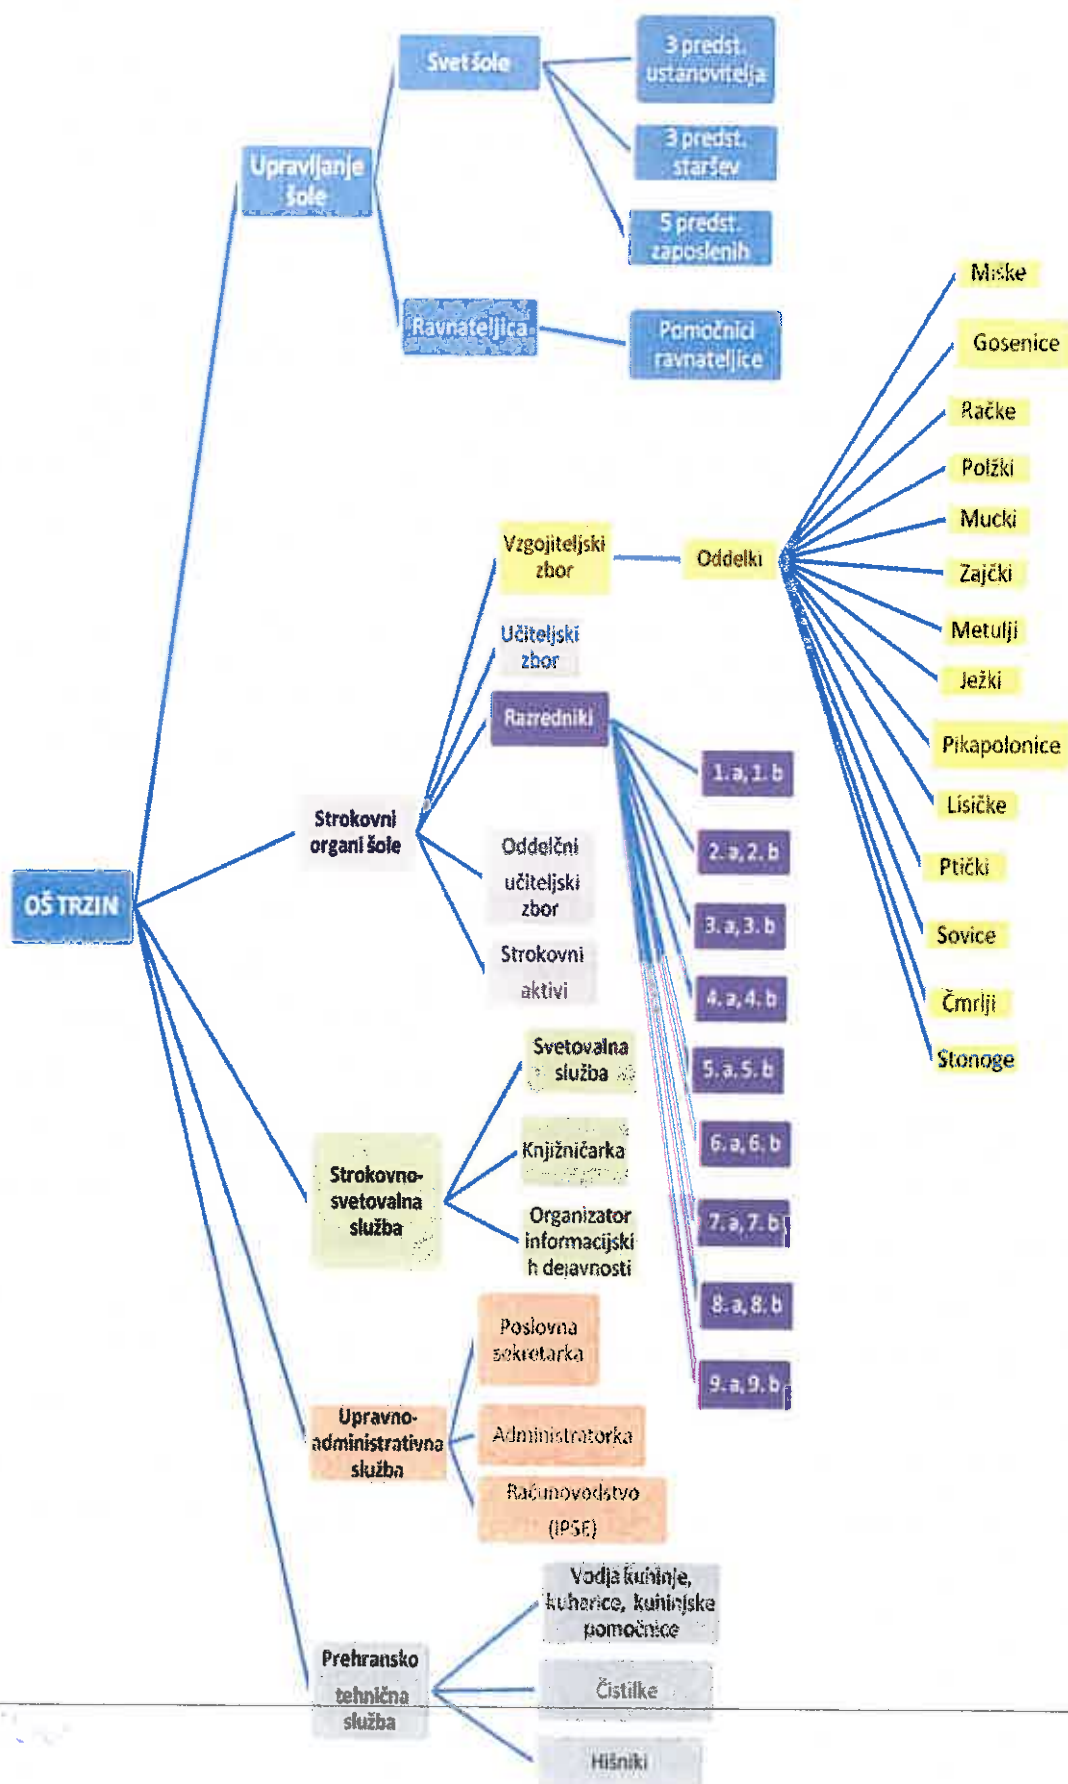 OŠ TRZIN
Upravljanje
šole
Svet šole
3 predst.
ustanovitelja
3 predst.
staršev
5 predst.
zaposlenih
Ravnateljica
Pomočnici
ravnateljice
Strokovni
organi šole
Vzgojiteljski
zbor
Oddelki
Miške
Gosenice
Račke
Polžki
Mucki
Zajčki
Metulji
Ježki
Pikapolonice
Lisičke
Ptički
Sovice
Čmrlji
Stonoge
Učiteljski
zbor
Razredniki
1. a, 1. b
2. a, 2. b
3. a, 3. b
4. a, 4. b
5. a, 5. b
6. a, 6. b
7. a, 7. b
8. a, 8. b
9. a, 9. b
Oddelčni
učiteljski
zbor
Strokovni
aktivi
Strokovno-
svetovalna
služba
Svetovalna
služba
Knjižničarka
Organizator
informacijski
h dejavnosti
Upravno-
administrativna
služba
Poslovna
sekretarka
Administratorka
Računovodstvo
(IPSE)
Prehransko
tehnična
služba
Vodja kuhinje,
kuharice, kuhinjske
pomočnice
Čistilke
Hišniki